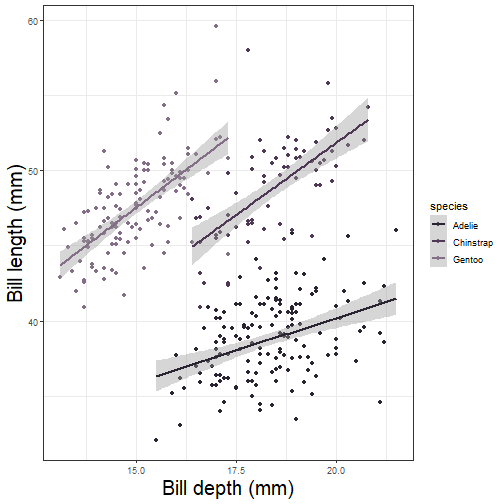 60
50
40
Bill length (mm)
15.0
17.5
20.0
Bill depth (mm)
species
Adelie
Chinstrap
Gentoo